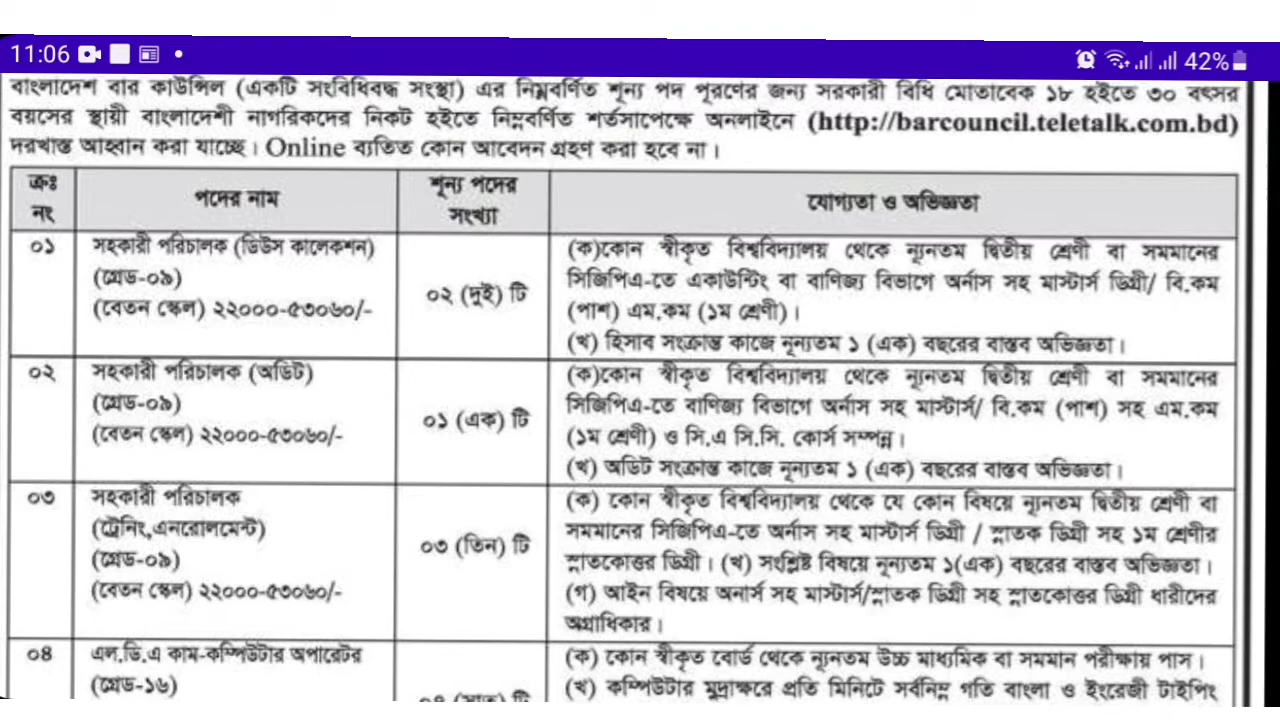 11:06
42%
বাংলাদেশ বার কাউন্সিল (একটি সংবিধিবদ্ধ সংস্থা) এর নিম্নবর্ণিত শূন্য পদ পূরণের জন্য সরকারী বিধি মোতাবেক ১৮ হইতে ৩০ বৎসর
বয়সের স্থায়ী বাংলাদেশী নাগরিকদের নিকট হইতে নিম্নবর্ণিত শর্তসাপেক্ষে অনলাইনে (http://barcouncil.teletalk.com.bd)
দরখাস্ত আহ্বান করা যাচ্ছে। Online ব্যতিত কোন আবেদন গ্রহণ করা হবে না।
ক্রঃ
নং
পদের নাম
শূন্য পদের
সংখ্যা
যোগ্যতা ও অভিজ্ঞতা
০১
সহকারী পরিচালক (ডিউস কালেকশন)
(গ্রেড-০৯)
(বেতন স্কেল) ২২০০০-৫৩০৬০/-
০২ (দুই) টি
(ক)কোন স্বীকৃত বিশ্ববিদ্যালয় থেকে ন্যূনতম দ্বিতীয় শ্রেণী বা সমমানের
সিজিপিএ-তে একাউন্টিং বা বাণিজ্য বিভাগে অর্নাস সহ মাস্টার্স ডিগ্রী/ বি.কম
(পাশ) এম.কম (১ম শ্রেণী)।
(খ) হিসাব সংক্রান্ত কাজে নূন্যতম ১ (এক) বছরের বাস্তব অভিজ্ঞতা।
০২
সহকারী পরিচালক (অডিট)
(গ্রেড-০৯)
(বেতন স্কেল) ২২০০০-৫৩০৬০/-
০১ (এক) টি
(ক)কোন স্বীকৃত বিশ্ববিদ্যালয় থেকে ন্যূনতম দ্বিতীয় শ্রেণী বা সমমানের
সিজিপিএ-তে বাণিজ্য বিভাগে অর্নাস সহ মাস্টার্স/ বি.কম (পাশ) সহ এম.কম
(১ম শ্রেণী) ও সি.এ সি.সি. কোর্স সম্পন্ন।
(খ) অডিট সংক্রান্ত কাজে নূন্যতম ১ (এক) বছরের বাস্তব অভিজ্ঞতা।
০৩
সহকারী পরিচালক
(ট্রেনিং,এনরোলমেন্ট)
(গ্রেড-০৯)
(বেতন স্কেল) ২২০০০-৫৩০৬০/-
০৩ (তিন) টি
(ক) কোন স্বীকৃত বিশ্ববিদ্যালয় থেকে যে কোন বিষয়ে ন্যূনতম দ্বিতীয় শ্রেণী বা
সমমানের সিজিপিএ-তে অর্নাস সহ মাস্টার্স ডিগ্রী / স্নাতক ডিগ্রী সহ ১ম শ্রেণীর
স্নাতকোত্তর ডিগ্রী। (খ) সংশ্লিষ্ট বিষয়ে নূন্যতম ১(এক) বছরের বাস্তব অভিজ্ঞতা।
(গ) আইন বিষয়ে অনার্স সহ মাস্টার্স/স্নাতক ডিগ্রী সহ স্নাতকোত্তর ডিগ্রী ধারীদের
অগ্রাধিকার।
০৪
এল.ডি.এ কাম-কম্পিউটার অপারেটর
(গ্রেড-১৬)
(ক) কোন স্বীকৃত বোর্ড থেকে ন্যূনতম উচ্চ মাধ্যমিক বা সমমান পরীক্ষায় পাস।
(খ) কম্পিউটার মুদ্রাক্ষরে প্রতি মিনিটে সর্বনিম্ন গতি বাংলা ও ইংরেজী টাইপিং